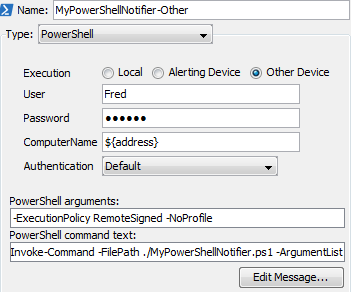 Name: MyPowerShellNotifier-Other
Type: PowerShell
Execution Local Alerting Device Other Device
User Fred
Password ••••••
ComputerName ${address}
Authentication Default
PowerShell arguments:
-ExecutionPolicy RemoteSigned -NoProfile
PowerShell command text:
Invoke-Command -FilePath ./MyPowerShellNotifier.ps1 -ArgumentList
Edit Message...